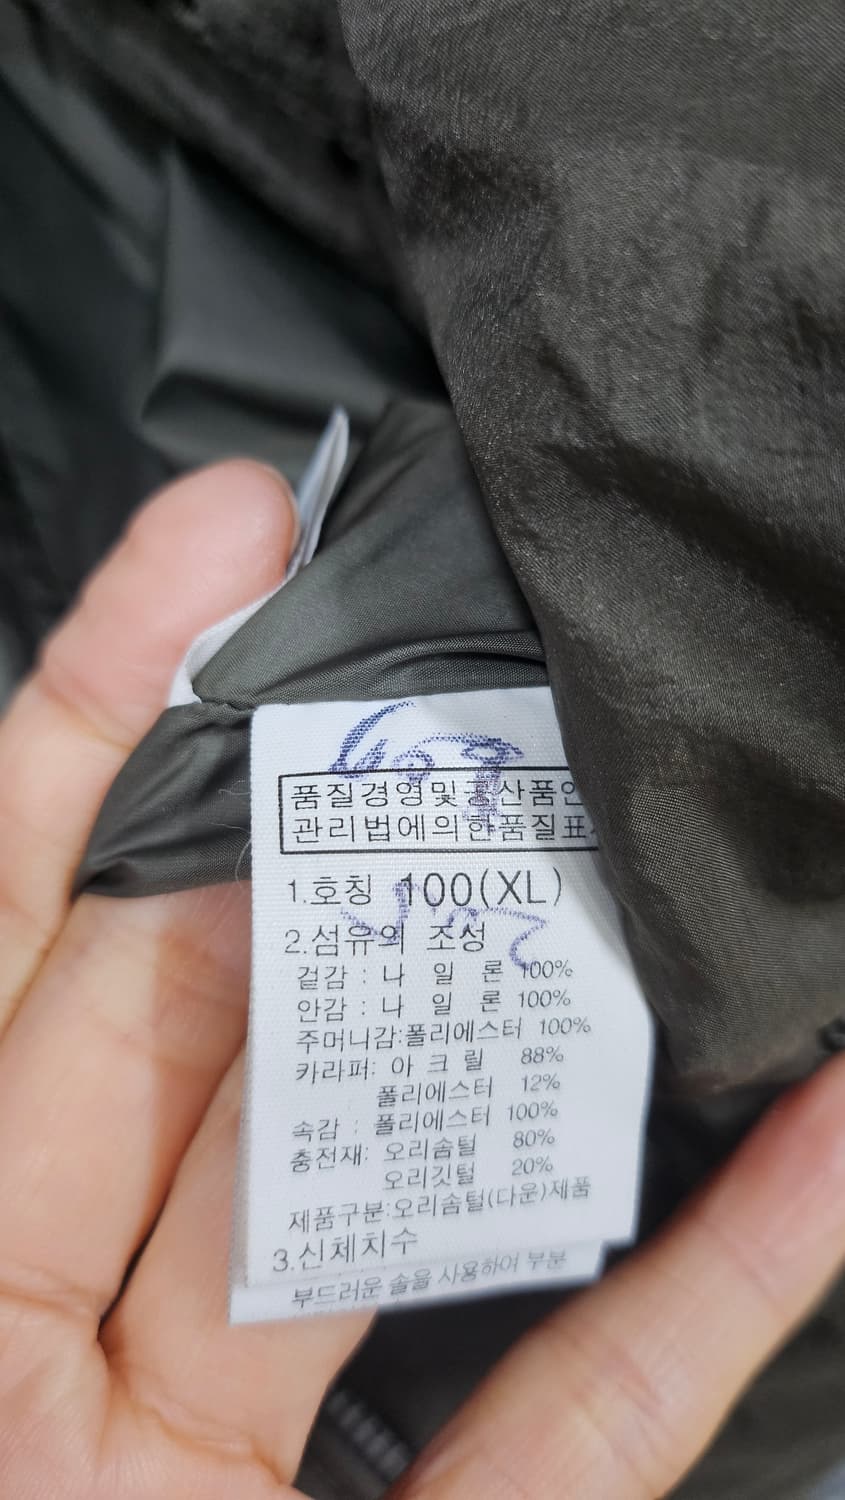 품질경영및공산품안
관리법에의한품질표시
1.호칭 100(XL)
2.섬유의 조성
겉감 : 나 일 론 100%
안감 : 나 일 론 100%
주머니감:폴리에스터 100%
카라퍼: 아 크 릴 88%
폴리에스터 12%
속감 : 폴리에스터 100%
충전재: 오리솜털 80%
오리깃털 20%
제품구분:오리솜털(다운)제품
3.신체치수
부드러운 솔을 사용하여 부분